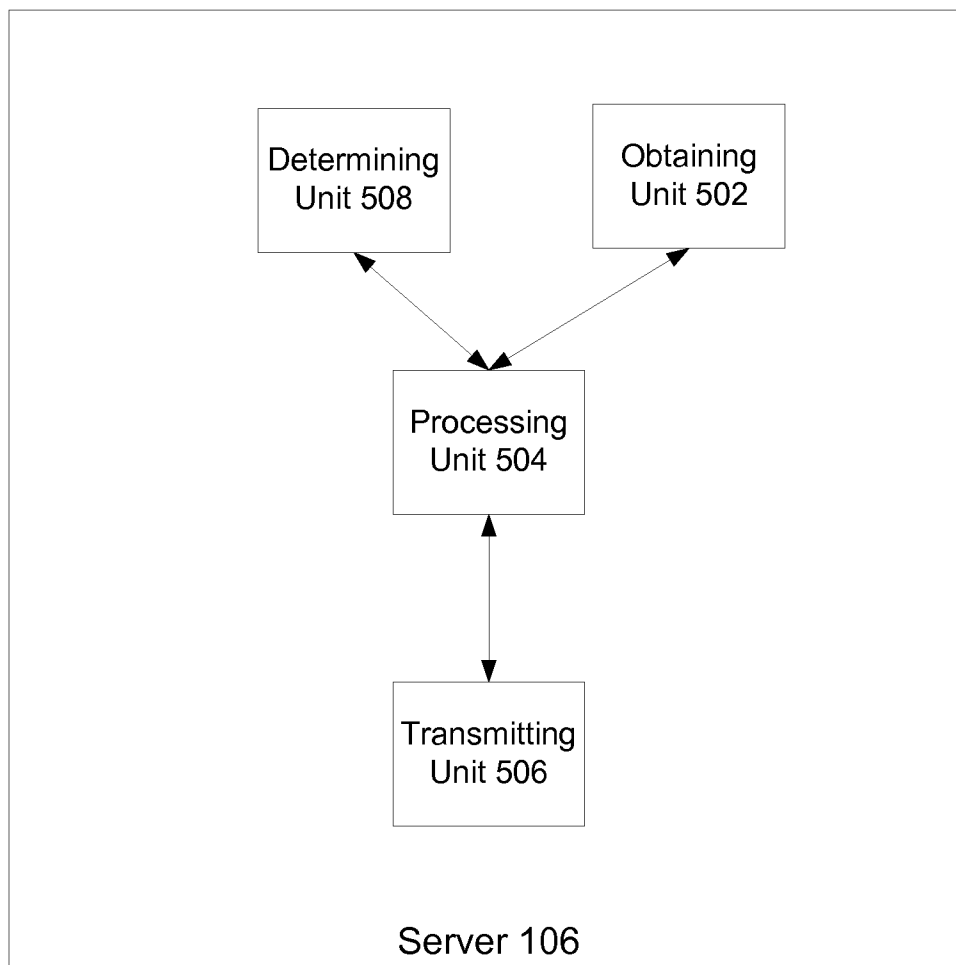 Determining
Unit 508
Obtaining
Unit 502
Processing
Unit 504
Transmitting
Unit 506
Server 106